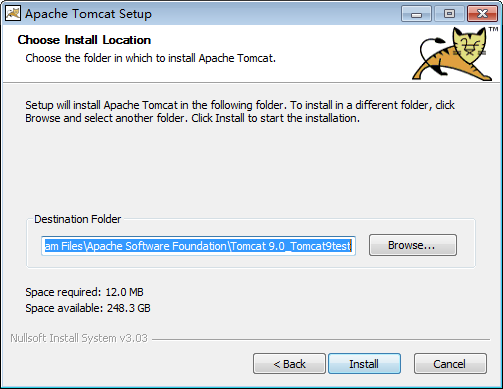 Apache Tomcat Setup
Choose Install Location
Choose the folder in which to install Apache Tomcat.
TM
Setup will install Apache Tomcat in the following folder. To install in a different folder, click
Browse and select another folder. Click Install to start the installation.
Destination Folder
am Files\Apache Software Foundation\Tomcat 9.0_Tomcat9test
Browse...
Space required: 12.0 MB
Space available: 248.3 GB
Nullsoft Install System v3.03
< Back
Install
Cancel